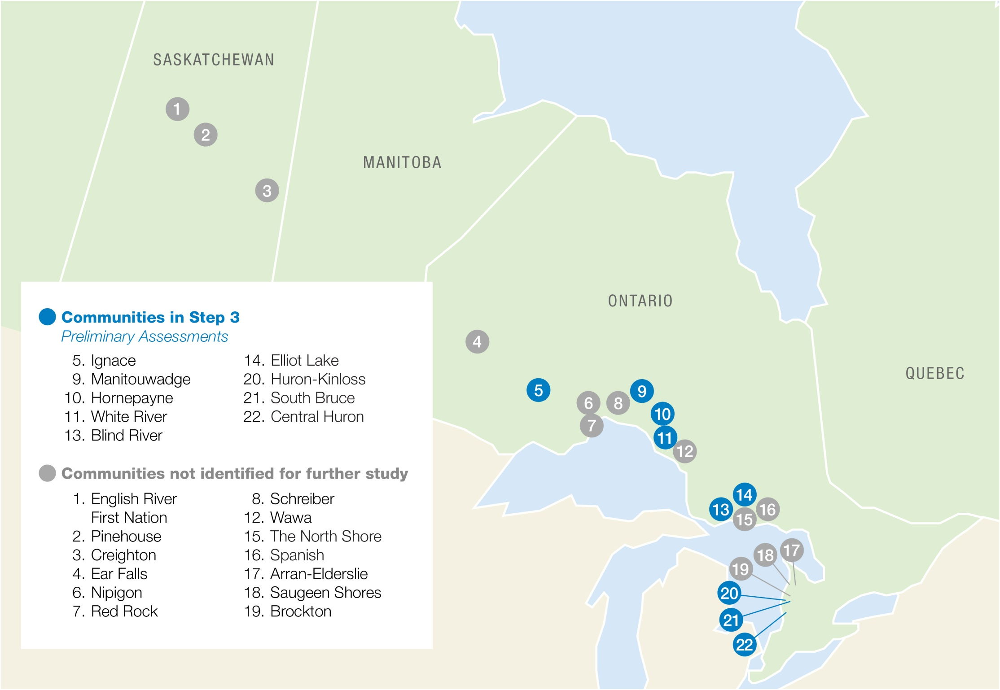 SASKATCHEWAN
1
2
MANITOBA
3
ONTARIO
Communities in Step 3
Preliminary Assessments
5. Ignace
9. Manitouwadge
10. Hornepayne
11. White River
13. Blind River
14. Elliot Lake
20. Huron-Kinloss
21. South Bruce
22. Central Huron
Communities not identified for further study
1. English River
First Nation
2. Pinehouse
3. Creighton
4. Ear Falls
6. Nipigon
7. Red Rock
8. Schreiber
12. Wawa
15. The North Shore
16. Spanish
17. Arran-Elderslie
18. Saugeen Shores
19. Brockton
4
QUEBEC
5
9
6
8
10
7
11
12
14
13
16
15
17
18
19
20
21
22